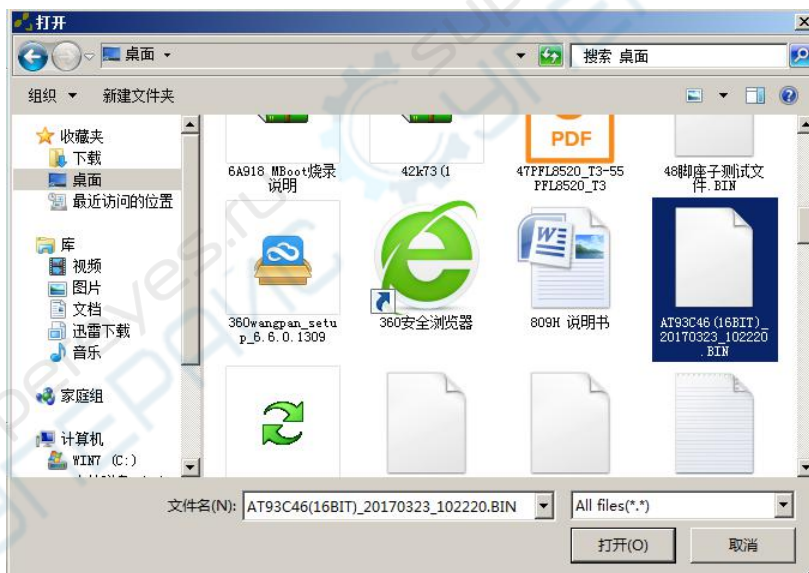 打开
桌面
搜索 桌面
组织
新建文件夹
收藏夹
下载
桌面
最近访问的位置
库
视频
图片
文档
迅雷下载
音乐
家庭组
计算机
WIN7 (C:)
6A918 MBoot烧录
说明
42k73(1
PDF
47PFL8520_T3-55
PFL8520_T3
48脚座子测试文
件.BIN
360wangpan_setu
p_6.6.0.1309
360安全浏览器
W
809H 说明书
AT93C46(16BIT)_
20170323_102220
.BIN
文件名(N):
AT93C46(16BIT)_20170323_102220.BIN
All files(*.*)
打开(O)
取消